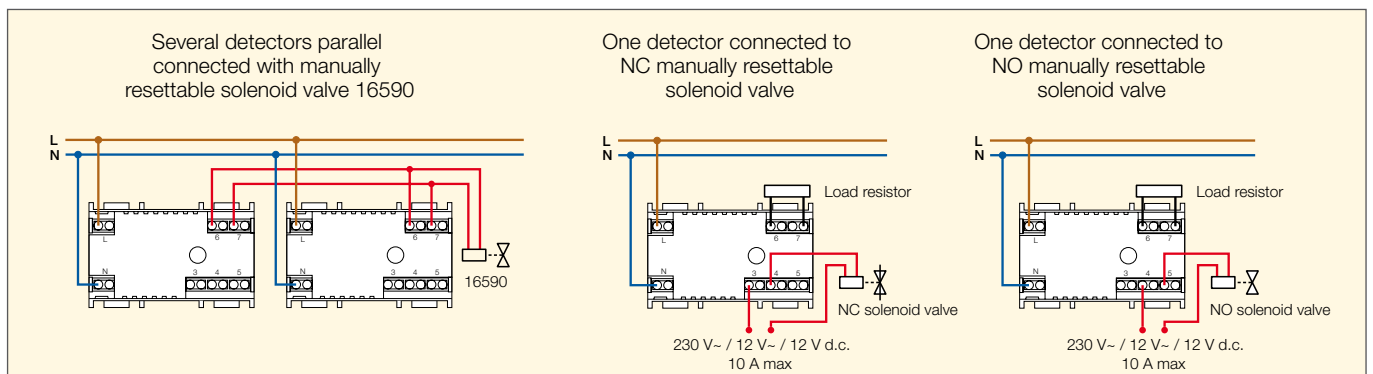 Several detectors parallel
connected with manually
resettable solenoid valve 16590
One detector connected to
NC manually resettable
solenoid valve
One detector connected to
NO manually resettable
solenoid valve
L
N
L
N
L
N
L
6 7
N
3 4 5
L
6 7
N
3 4 5
16590
Load resistor
L
6 7
N
3 4 5
NC solenoid valve
230 V~ / 12 V~ / 12 V d.c.
10 A max
Load resistor
L
6 7
N
3 4 5
NO solenoid valve
230 V~ / 12 V~ / 12 V d.c.
10 A max